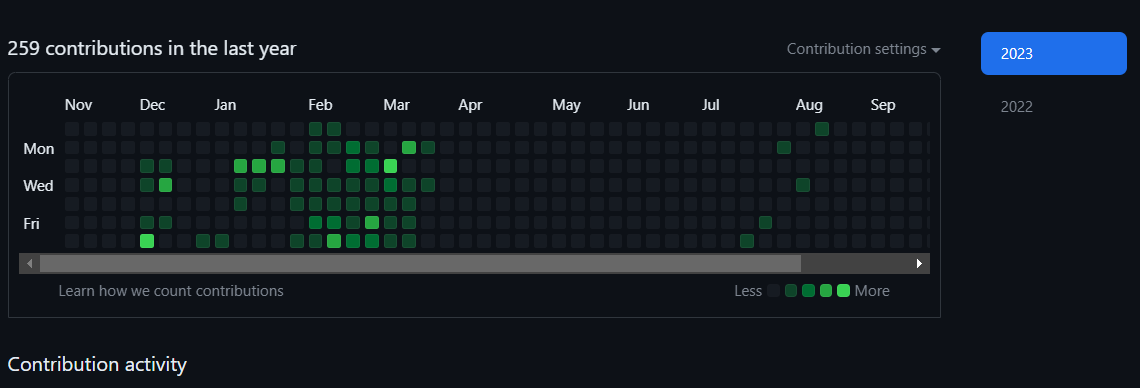 259 contributions in the last year
Contribution settings
2023
2022
Nov Dec Jan Feb Mar Apr May Jun Jul Aug Sep
Mon
Wed
Fri
Learn how we count contributions
Less More
Contribution activity